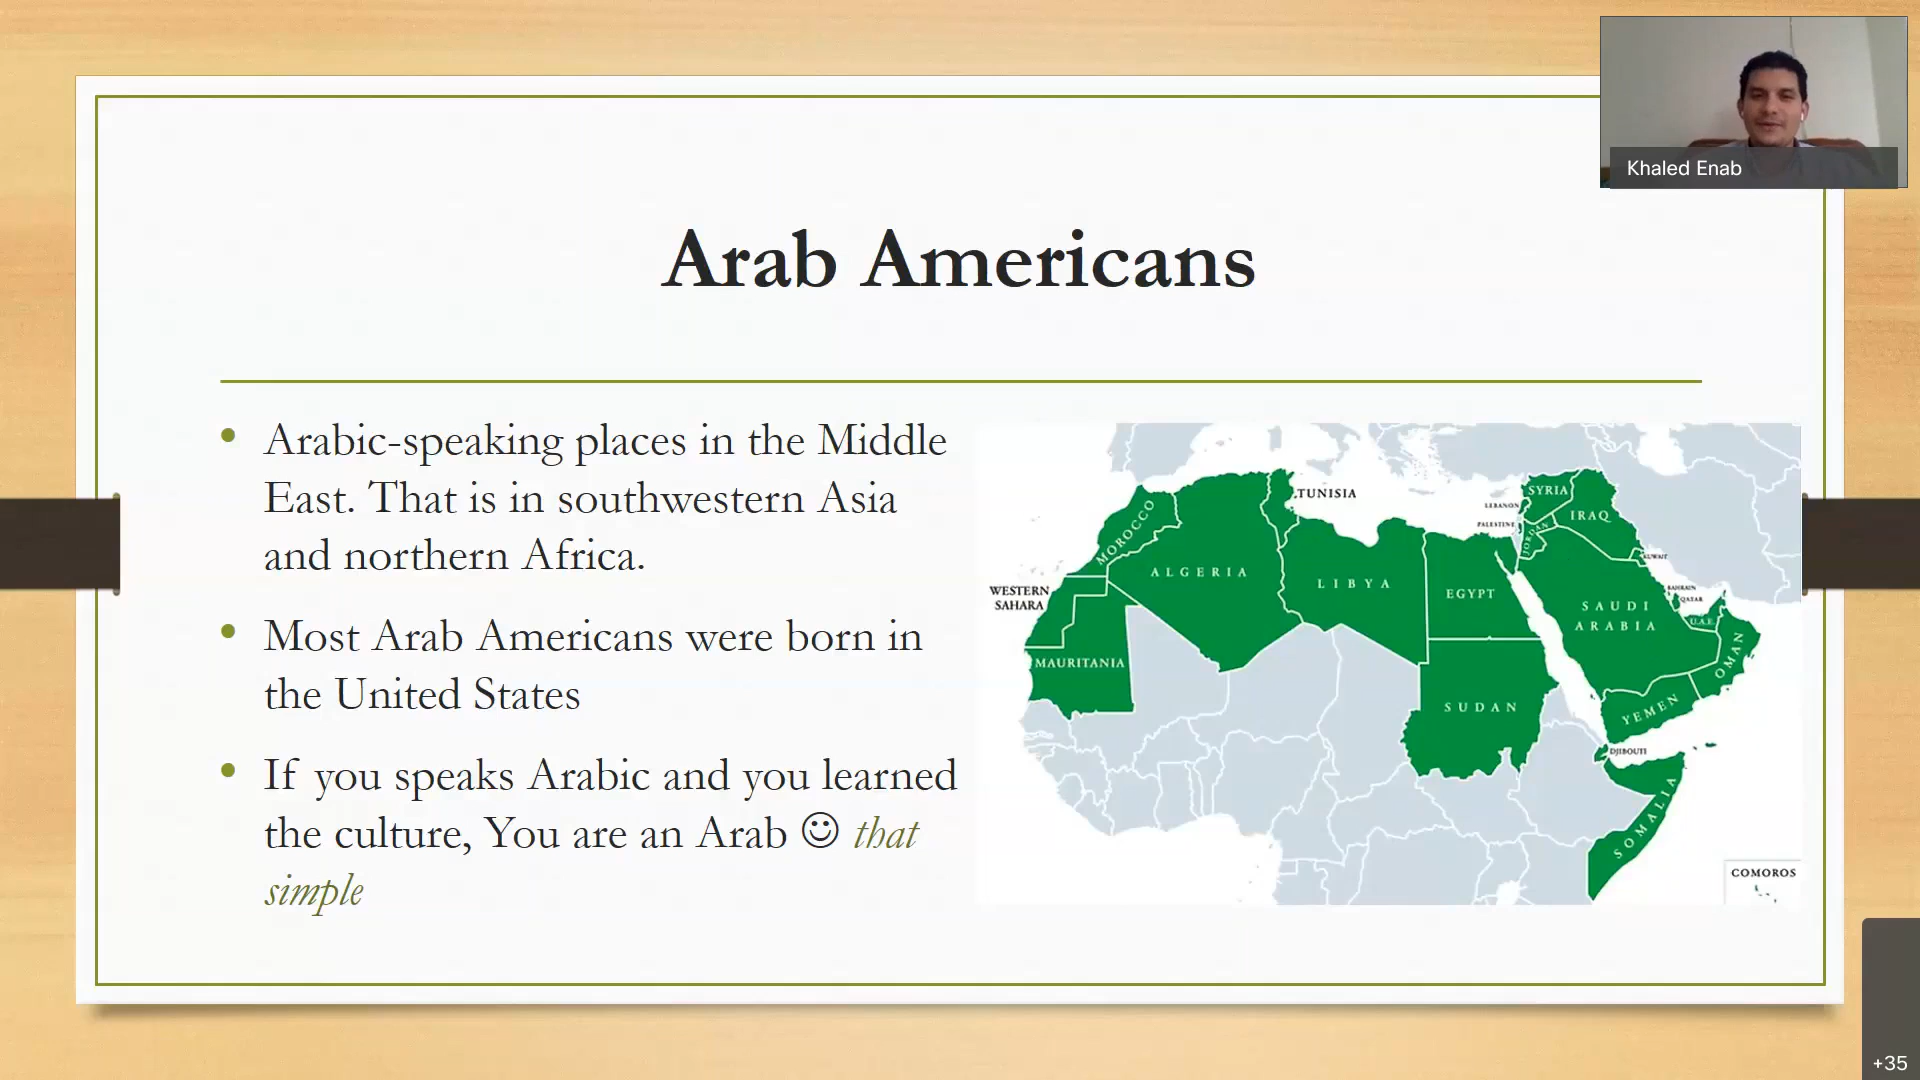 Khaled Enab
Arab Americans
• Arabic-speaking places in the Middle
East. That is in southwestern Asia
and northern Africa.
• Most Arab Americans were born in
the United States
• If you speaks Arabic and you learned
the culture, You are an Arab ☺ that
simple
TUNISIA
SYRIA
LEBANON
PALESTINE
IRAQ
JORDAN
MOROCCO
KUWAIT
ALGERIA
LIBYA
EGYPT
WESTERN
SAHARA
BAHRAIN
QATAR
SAUDI
ARABIA
U.A.E.
OMAN
MAURITANIA
SUDAN
YEMEN
DJIBOUTI
SOMALIA
COMOROS
+35